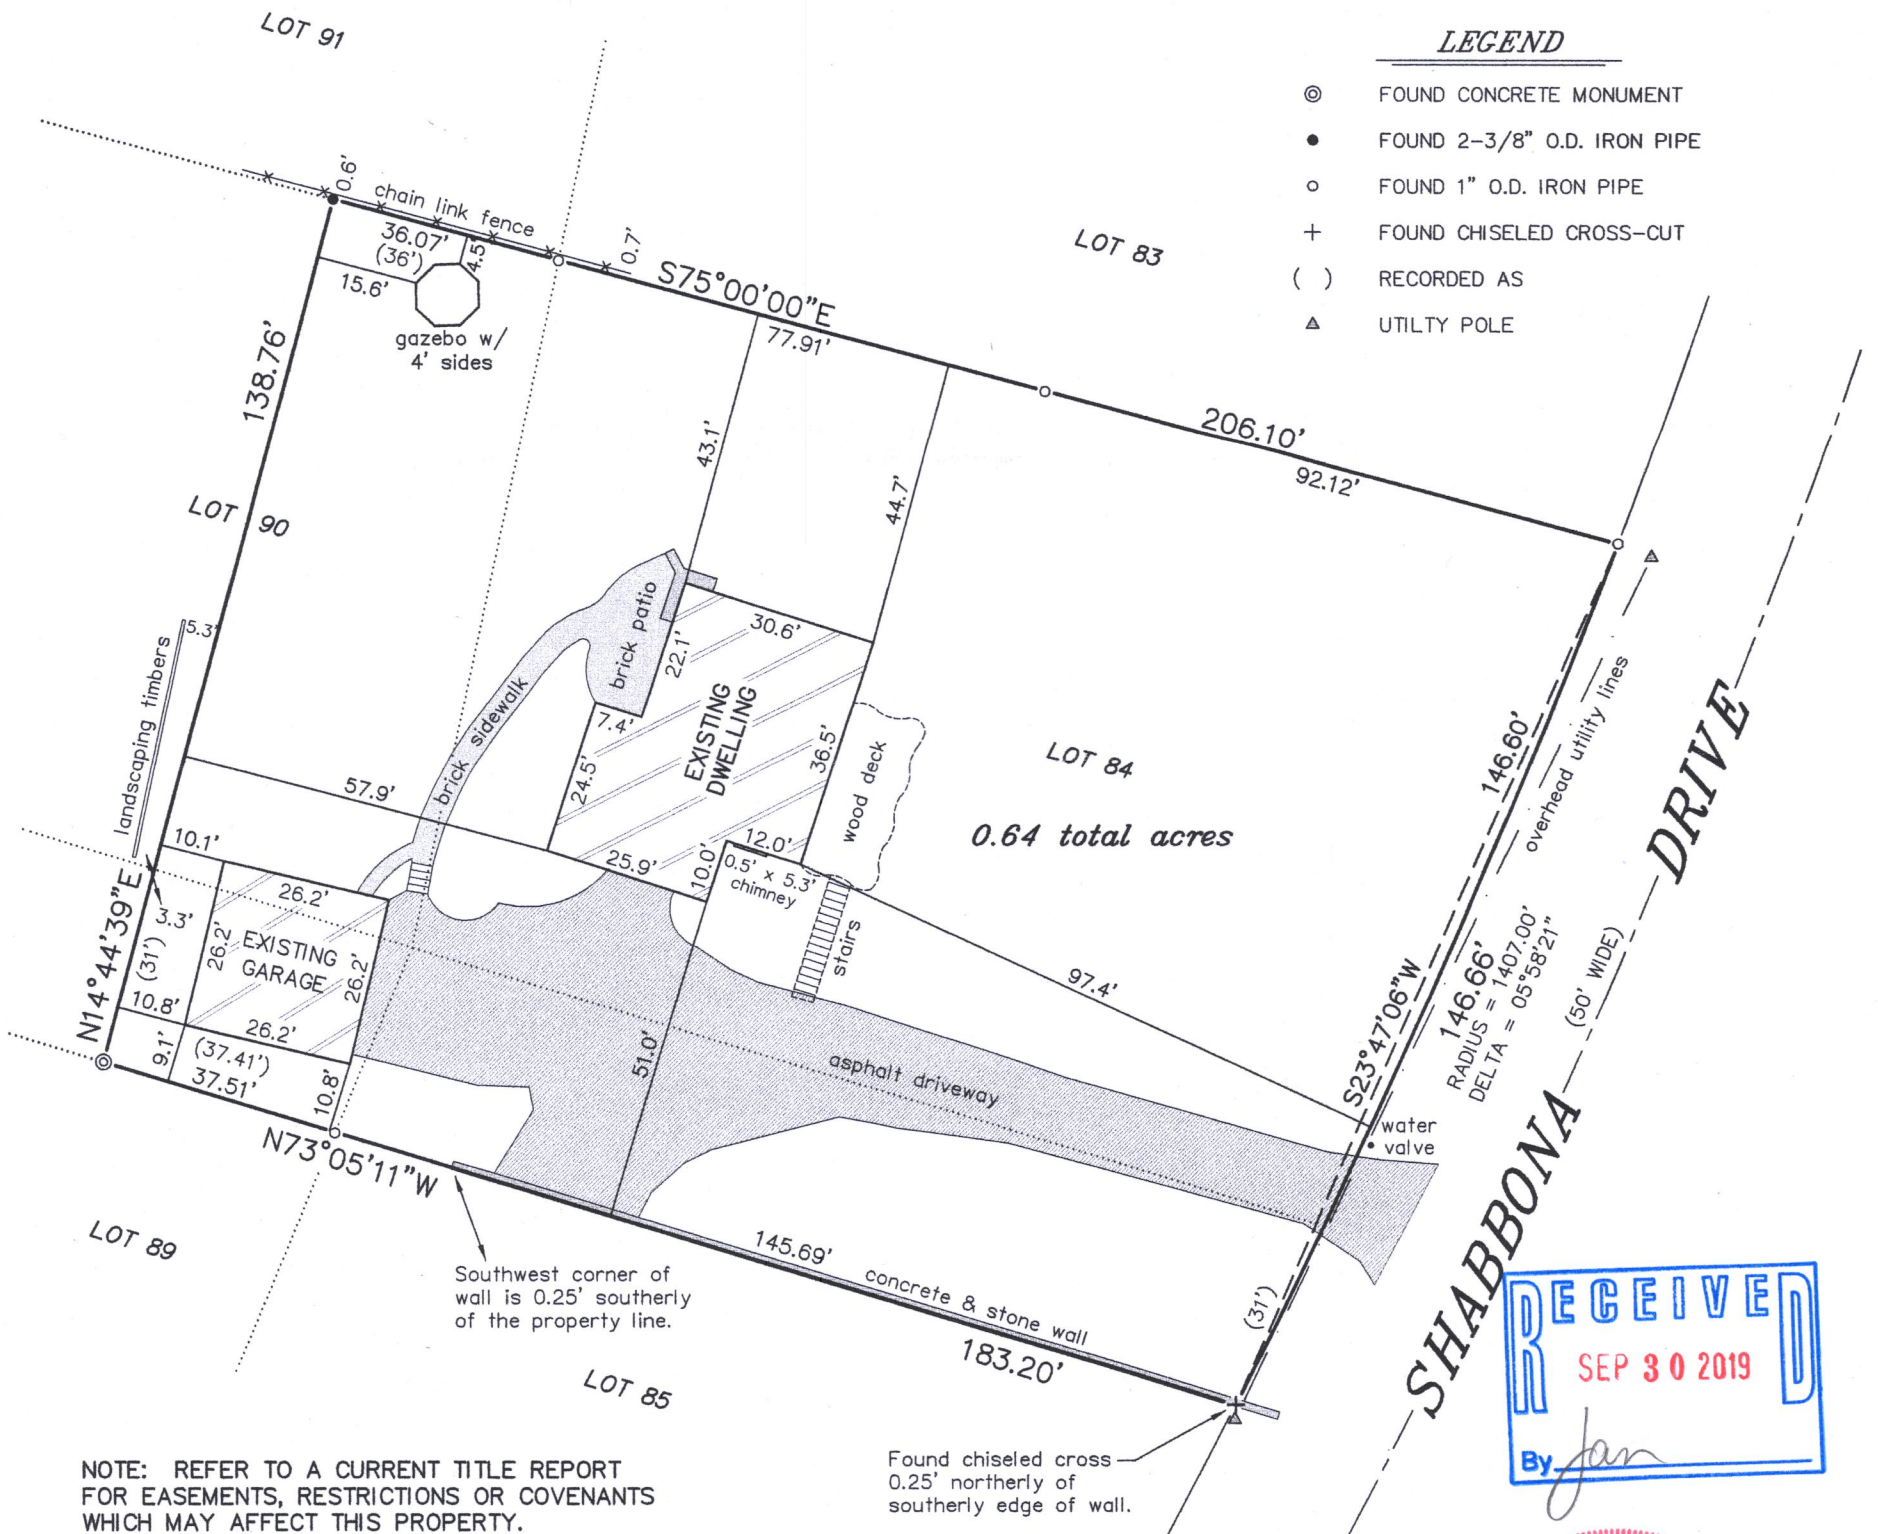 LOT 91
LEGEND
FOUND CONCRETE MONUMENT
FOUND 2-3/8" O.D. IRON PIPE
FOUND 1" O.D. IRON PIPE
+ FOUND CHISELED CROSS-CUT
( ) RECORDED AS
UTILTY POLE
0.6'
chain link fence
36.07'
(36')
4.5'
0.7'
15.6'
gazebo w/
4' sides
LOT 83
S75°00'00"E
77.91'
206.10'
92.12'
138.76'
43.1'
44.7'
LOT 90
brick patio
30.6'
22.1'
EXISTING
DWELLING
7.4'
24.5'
36.5'
wood deck
brick sidewalk
5.3'
landscaping timbers
57.9'
LOT 84
0.64 total acres
146.60'
overhead utility lines
SHABBONA DRIVE
(50' WIDE)
10.1'
26.2'
25.9'
10.0'
12.0'
0.5' x 5.3'
chimney
stairs
97.4'
N14°44'39"E
3.3'
(31')
26.2'
EXISTING
GARAGE
26.2'
10.8'
26.2'
9.1'
(37.41')
37.51'
10.8'
51.0'
asphalt driveway
S23°47'06"W
146.66'
RADIUS = 1407.00'
DELTA = 05°58'21"
water
valve
N73°05'11"W
LOT 89
Southwest corner of
wall is 0.25' southerly
of the property line.
145.69'
concrete & stone wall
183.20'
(31')
LOT 85
Found chiseled cross
0.25' northerly of
southerly edge of wall.
NOTE: REFER TO A CURRENT TITLE REPORT
FOR EASEMENTS, RESTRICTIONS OR COVENANTS
WHICH MAY AFFECT THIS PROPERTY.
RECEIVED
SEP 30 2019
By Jan